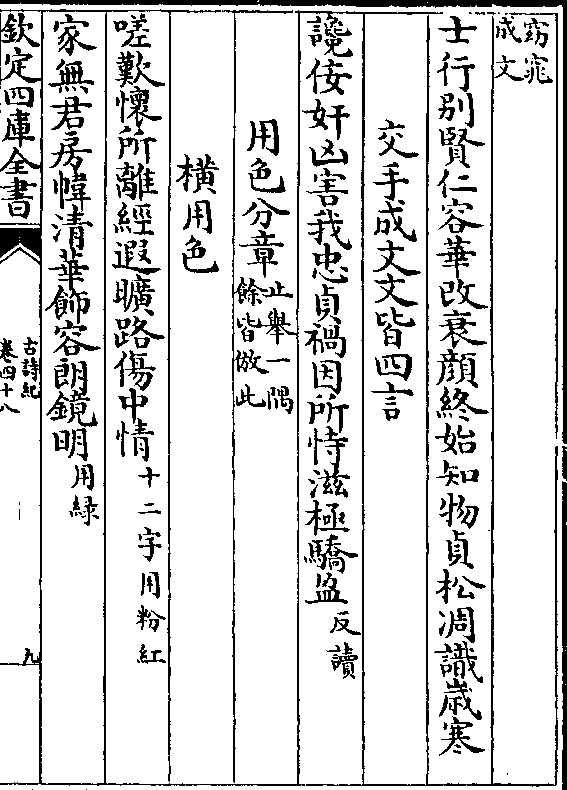 窈窕
成文
士行别賢仁容華改衰顔終始知物貞松凋識嵗寒
交手成文文皆四言
讒佞奸凶害我忠貞禍因所恃滋極驕盈反讀
用色分章止舉一隅
餘皆倣此
横用色
嗟歎懷所離經遐曠路傷中情十二字用粉紅
家無君房幃清華飾容朗鏡明用緑
欽定四庫全書
古詩紀
卷四十八
九